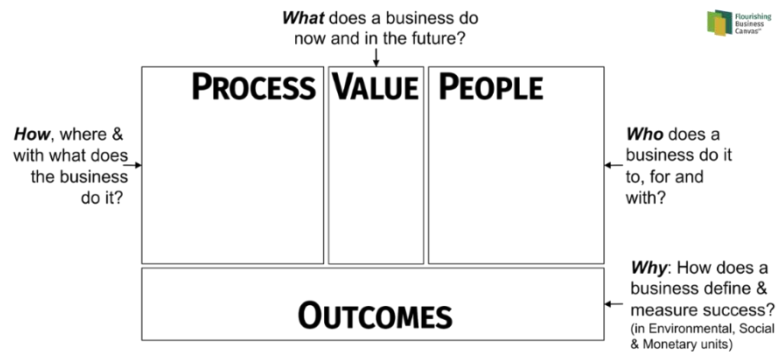 What does a business do
now and in the future?
Flourishing
Business
Canvas™
PROCESS
VALUE
PEOPLE
How, where &
with what does
the business
do it?
Who does a
business do it
to, for and
with?
Why: How does a
business define &
measure success?
(in Environmental, Social
& Monetary units)
OUTCOMES